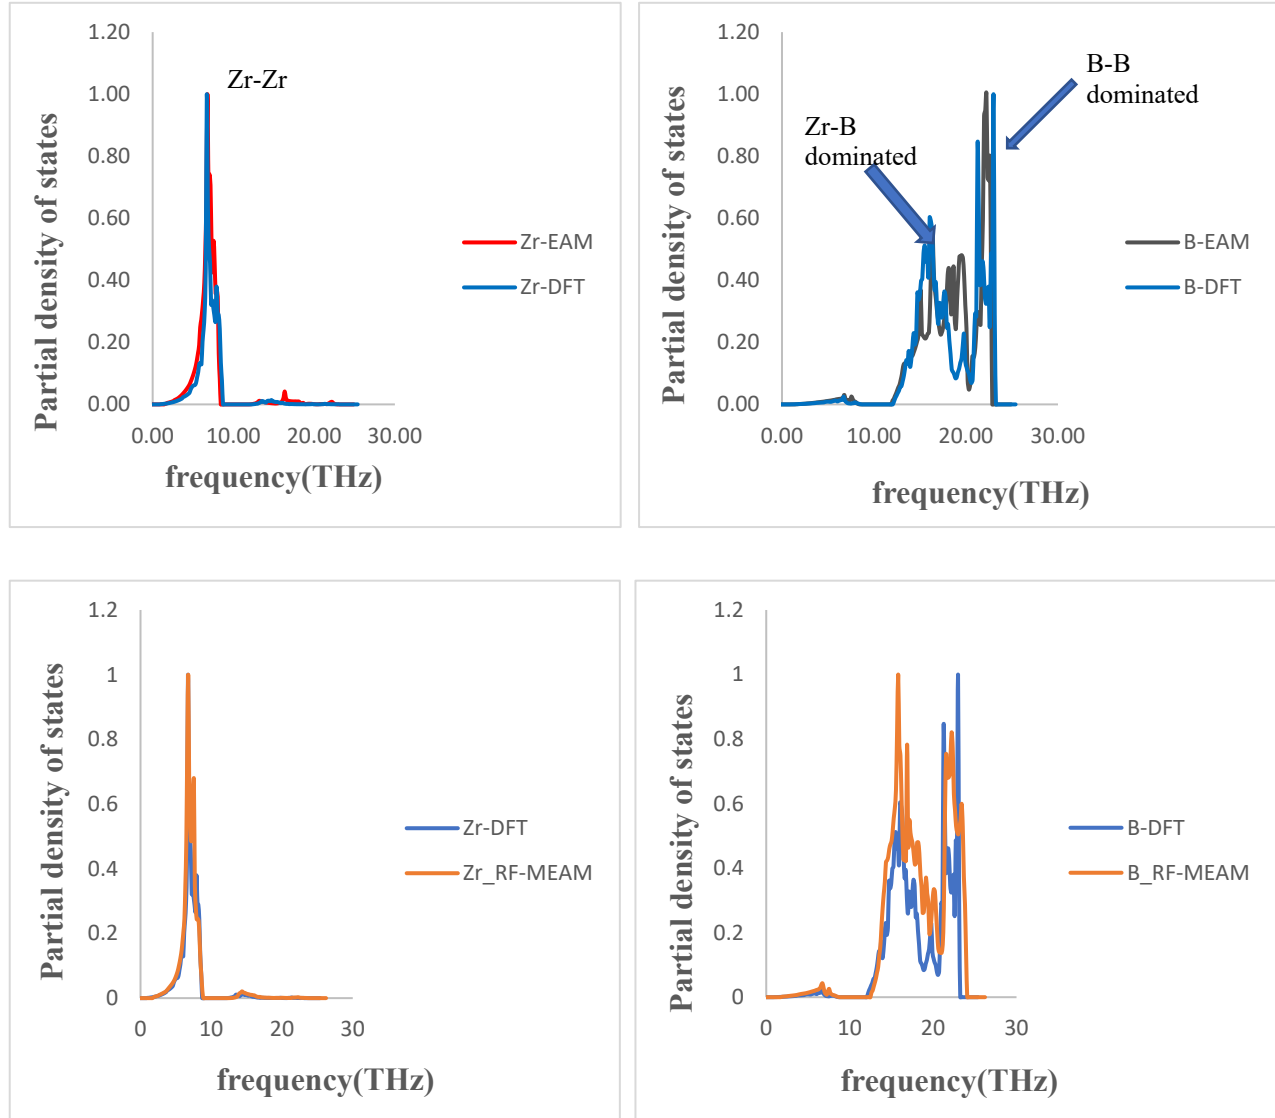 1.20
1.00
0.80
0.60
0.40
0.20
0.00
0.00 10.00 20.00 30.00
Partial density of states
frequency(THz)
Zr-Zr
Zr-EAM
Zr-DFT
1.20
1.00
0.80
0.60
0.40
0.20
0.00
0.00 10.00 20.00 30.00
Partial density of states
frequency(THz)
Zr-B
dominated
B-B
dominated
B-EAM
B-DFT
1.2
1
0.8
0.6
0.4
0.2
0
0 10 20 30
Partial density of states
frequency(THz)
Zr-DFT
Zr_RF-MEAM
1.2
1
0.8
0.6
0.4
0.2
0
0 10 20 30
Partial density of states
frequency(THz)
B-DFT
B_RF-MEAM